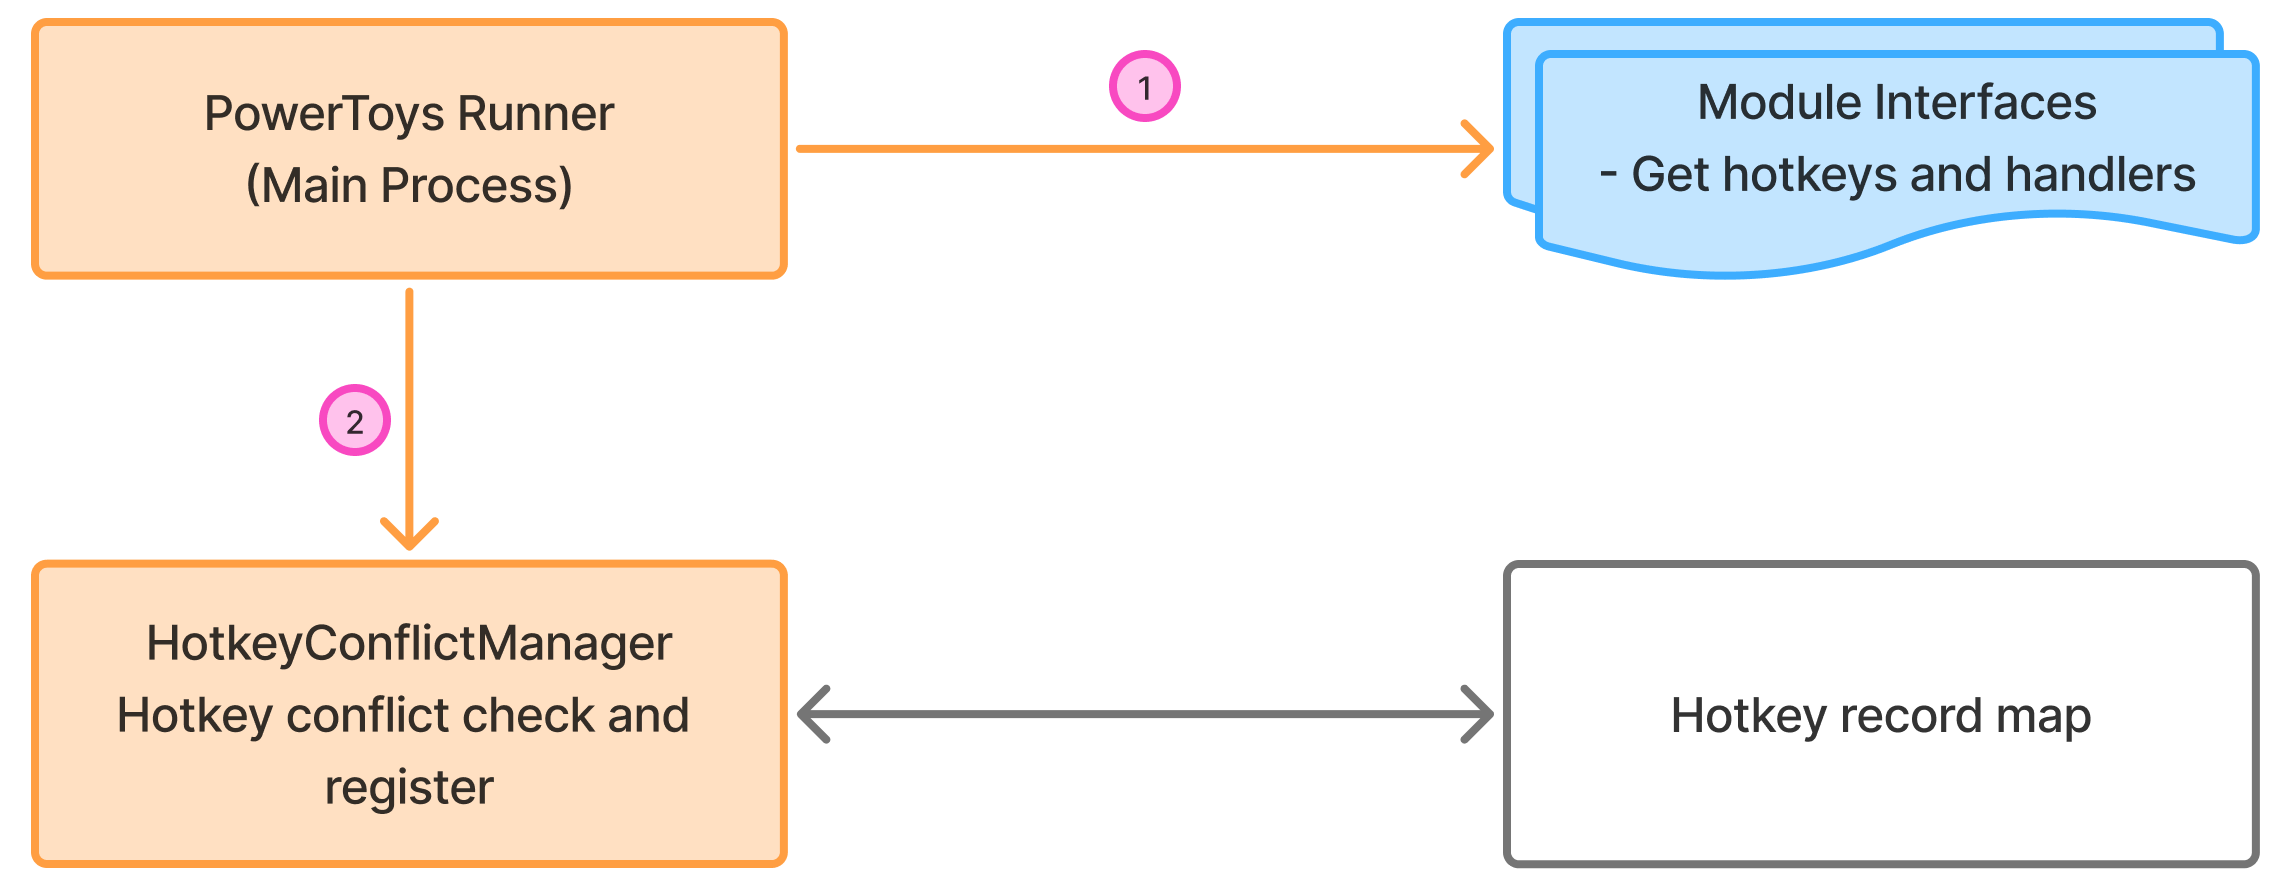 PowerToys Runner
(Main Process)
1
Module Interfaces
- Get hotkeys and handlers
2
HotkeyConflictManager
Hotkey conflict check and
register
Hotkey record map